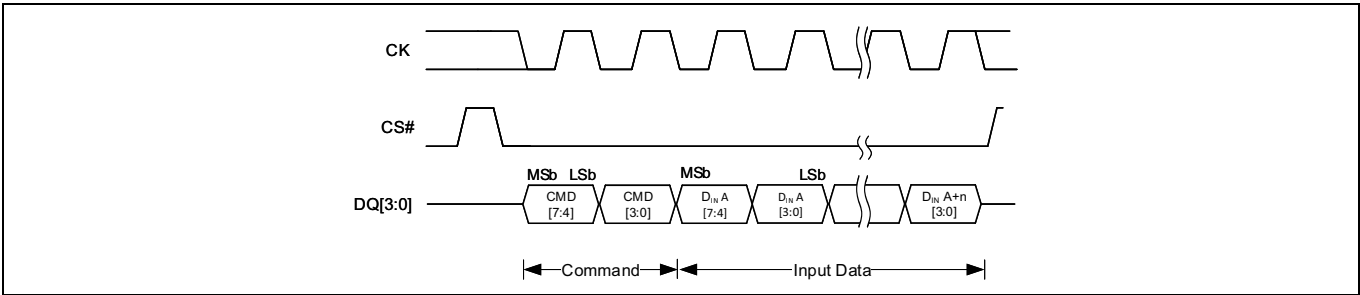 CK
CS#
MSb LSb MSb LSb
DQ[3:0]
CMD [7:4]
CMD [3:0]
DIN A [7:4]
DIN A [3:0]
DIN A+n [3:0]
Command
Input Data